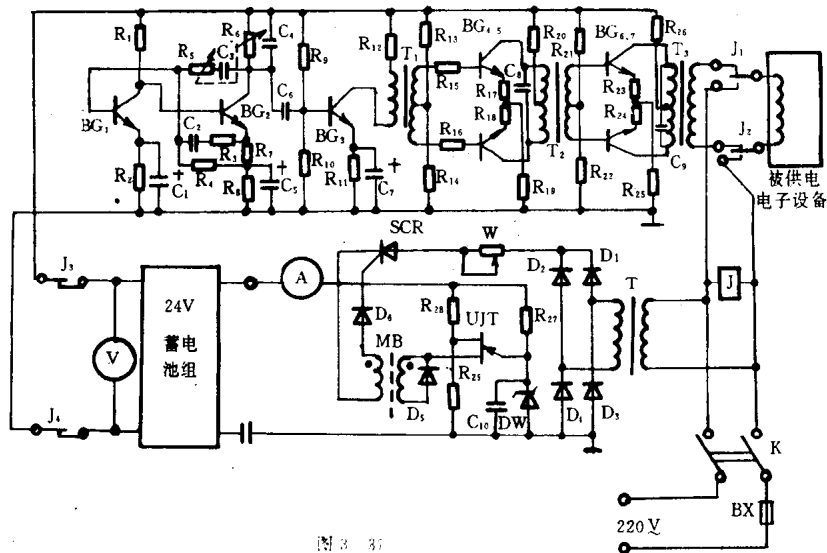 R₁
R₅
C₃
R₆
C₄
R₉
C₆
R₁₂
T₁
R₁₃
R₁₅
BG₄.₅
R₁₇
R₁₈
R₁₆
C₈
R₂₀
T₂
R₂₁
BG₆.₇
R₂₃
R₂₄
C₉
R₂₆
T₃
J₁
J₂
被供电
电子设备
BG₁
BG₂
BG₃
C₂
R₃
R₇
R₂
C₁
R₄
R₈
C₅
R₁₀
R₁₁
C₇
R₁₄
R₁₉
R₂₂
R₂₅
+
+
+
J₃
V
24V
蓄电
池组
J₄
A
SCR
W
D₂
D₁
T
J
D₆
R₂₈
UJT
R₂₇
MB
D₅
R₂₅
C₁₀
DW
D₄
D₃
K
BX
220V
图 3